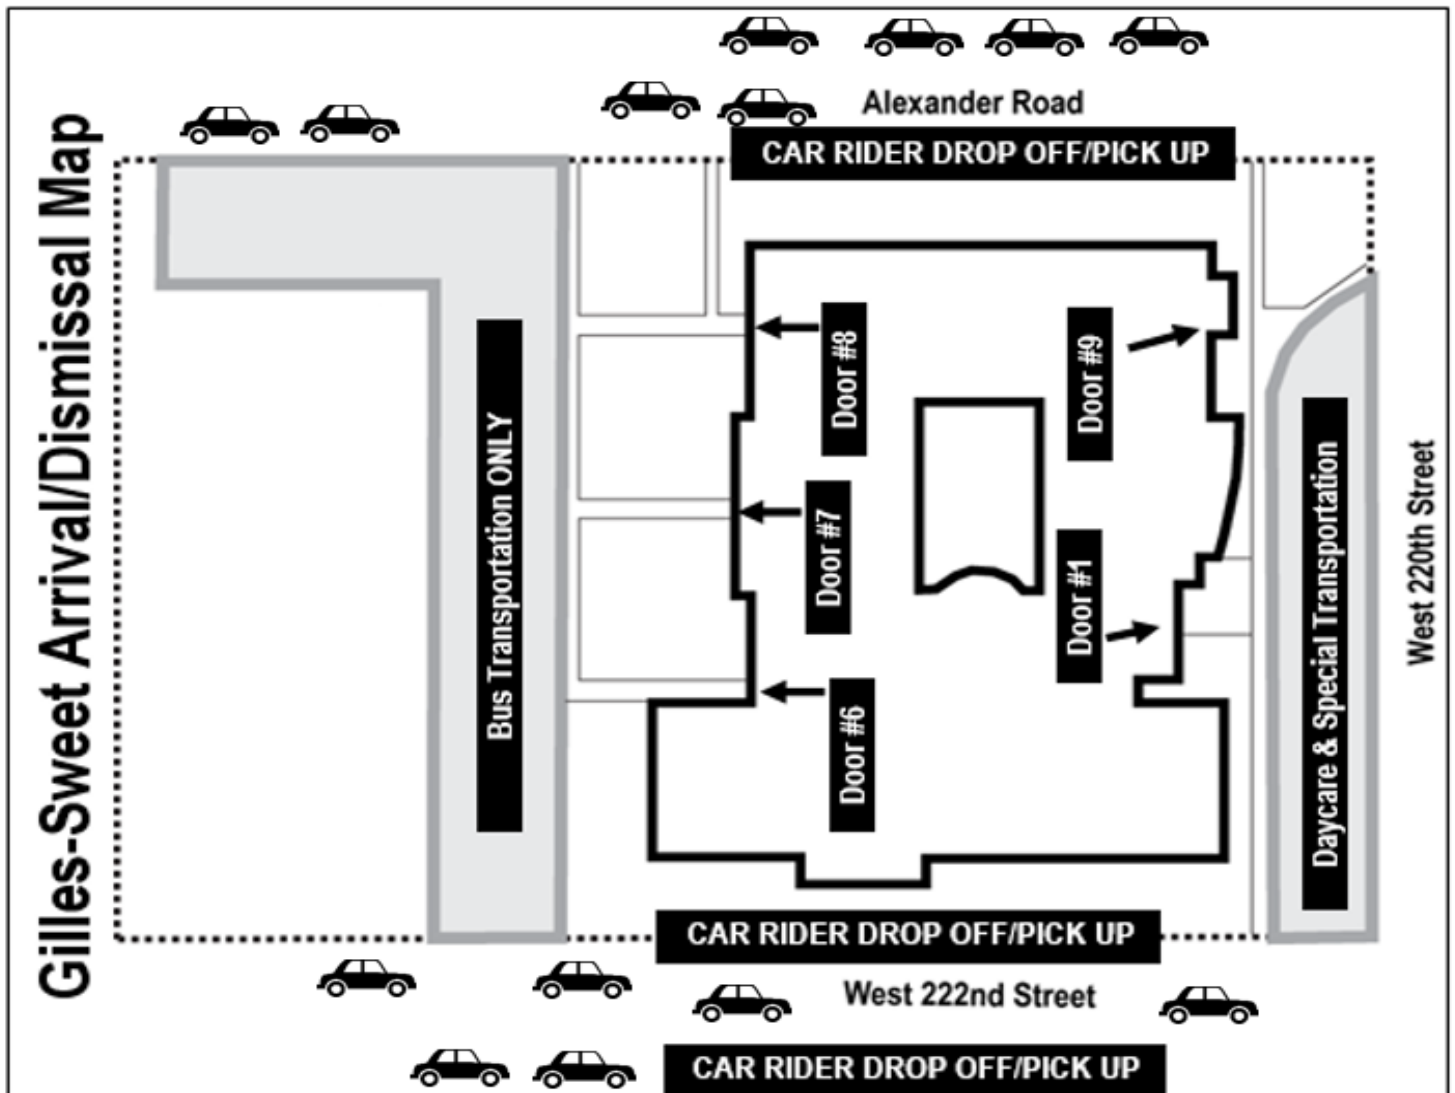 Gilles-Sweet Arrival/Dismissal Map
Alexander Road
CAR RIDER DROP OFF/PICK UP
Bus Transportation ONLY
Door #8
Door #9
Door #7
Door #1
Door #6
Daycare & Special Transportation
West 220th Street
CAR RIDER DROP OFF/PICK UP
West 222nd Street
CAR RIDER DROP OFF/PICK UP